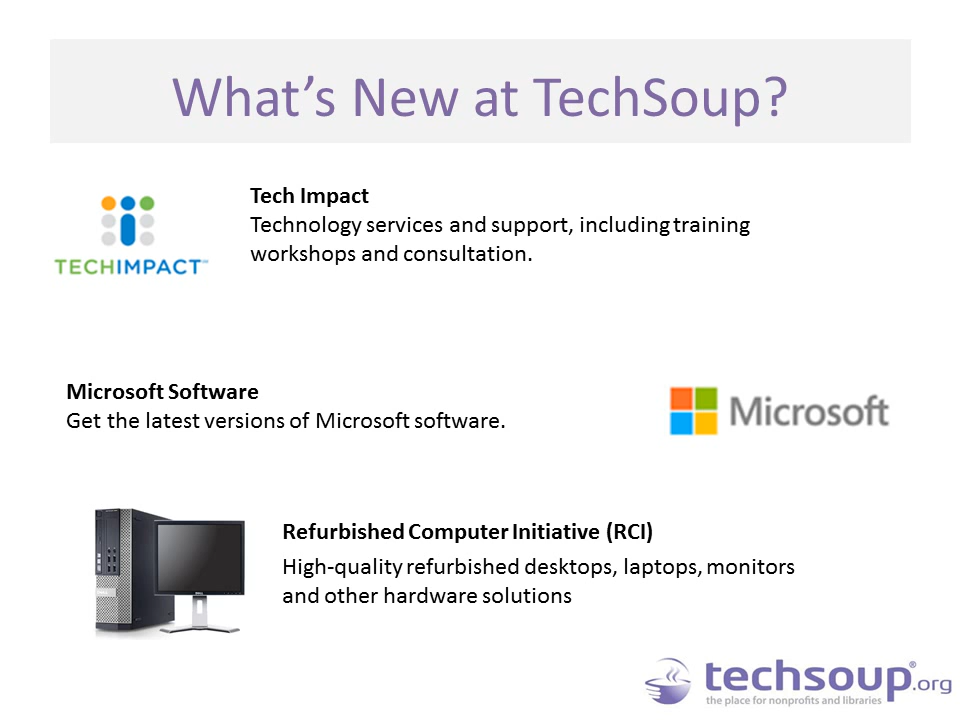 What's New at TechSoup?
Tech Impact
Technology services and support, including training
workshops and consultation.
TECHIMPACT
Microsoft Software
Get the latest versions of Microsoft software.
Microsoft
Refurbished Computer Initiative (RCI)
High-quality refurbished desktops, laptops, monitors
and other hardware solutions
techsoup®.org
the place for nonprofits and libraries